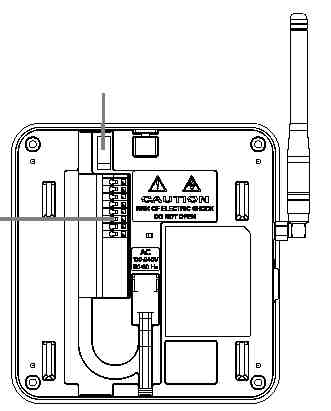 CAUTION
RISK OF ELECTRIC SHOCK
DO NOT OPEN
AC
100-240V
50/60 Hz